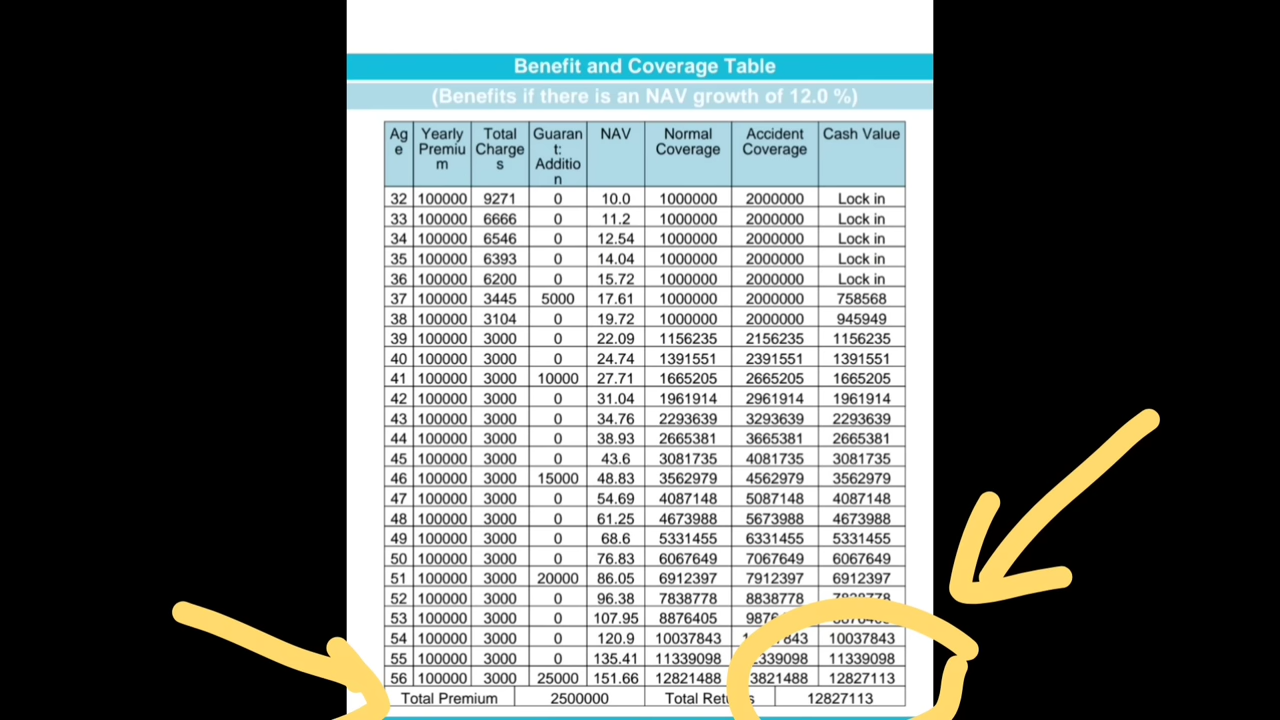 Benefit and Coverage Table
(Benefits if there is an NAV growth of 12.0 %)
Ag e Yearly Premiu m Total Charge s Guaran t: Additio n NAV Normal Coverage Accident Coverage Cash Value
32 100000 9271 0 10.0 1000000 2000000 Lock in
33 100000 6666 0 11.2 1000000 2000000 Lock in
34 100000 6546 0 12.54 1000000 2000000 Lock in
35 100000 6393 0 14.04 1000000 2000000 Lock in
36 100000 6200 0 15.72 1000000 2000000 Lock in
37 100000 3445 5000 17.61 1000000 2000000 758568
38 100000 3104 0 19.72 1000000 2000000 945949
39 100000 3000 0 22.09 1156235 2156235 1156235
40 100000 3000 0 24.74 1391551 2391551 1391551
41 100000 3000 10000 27.71 1665205 2665205 1665205
42 100000 3000 0 31.04 1961914 2961914 1961914
43 100000 3000 0 34.76 2293639 3293639 2293639
44 100000 3000 0 38.93 2665381 3665381 2665381
45 100000 3000 0 43.6 3081735 4081735 3081735
46 100000 3000 15000 48.83 3562979 4562979 3562979
47 100000 3000 0 54.69 4087148 5087148 4087148
48 100000 3000 0 61.25 4673988 5673988 4673988
49 100000 3000 0 68.6 5331455 6331455 5331455
50 100000 3000 0 76.83 6067649 7067649 6067649
51 100000 3000 20000 86.05 6912397 7912397 6912397
52 100000 3000 0 96.38 7838778 8838778
53 100000 3000 0 107.95 8876405
54 100000 3000 0 120.9 10037843 10037843
55 100000 3000 0 135.41 11339098 11339098
56 100000 3000 25000 151.66 12821488 12827113
Total Premium 2500000 Total 12827113